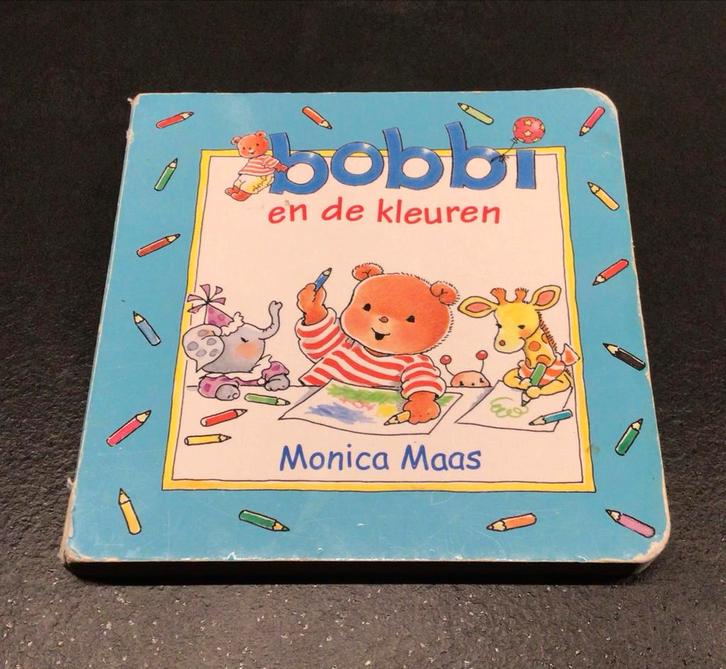 bobbi
en de kleuren
Monica Maas